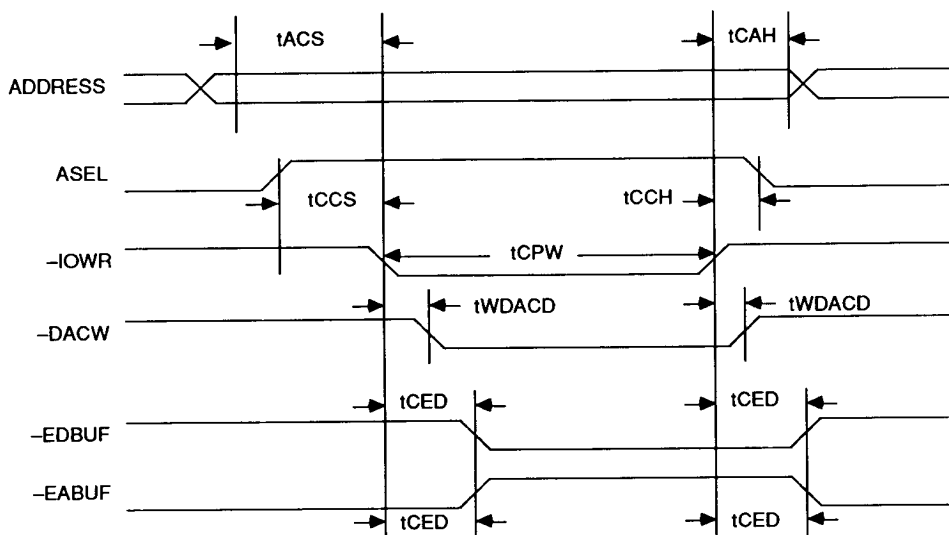 tACS
tCAH
ADDRESS
ASEL
tCCS
tCCH
–IOWR
tCPW
tWDACD
tWDACD
–DACW
tCED
tCED
–EDBUF
–EABUF
tCED
tCED